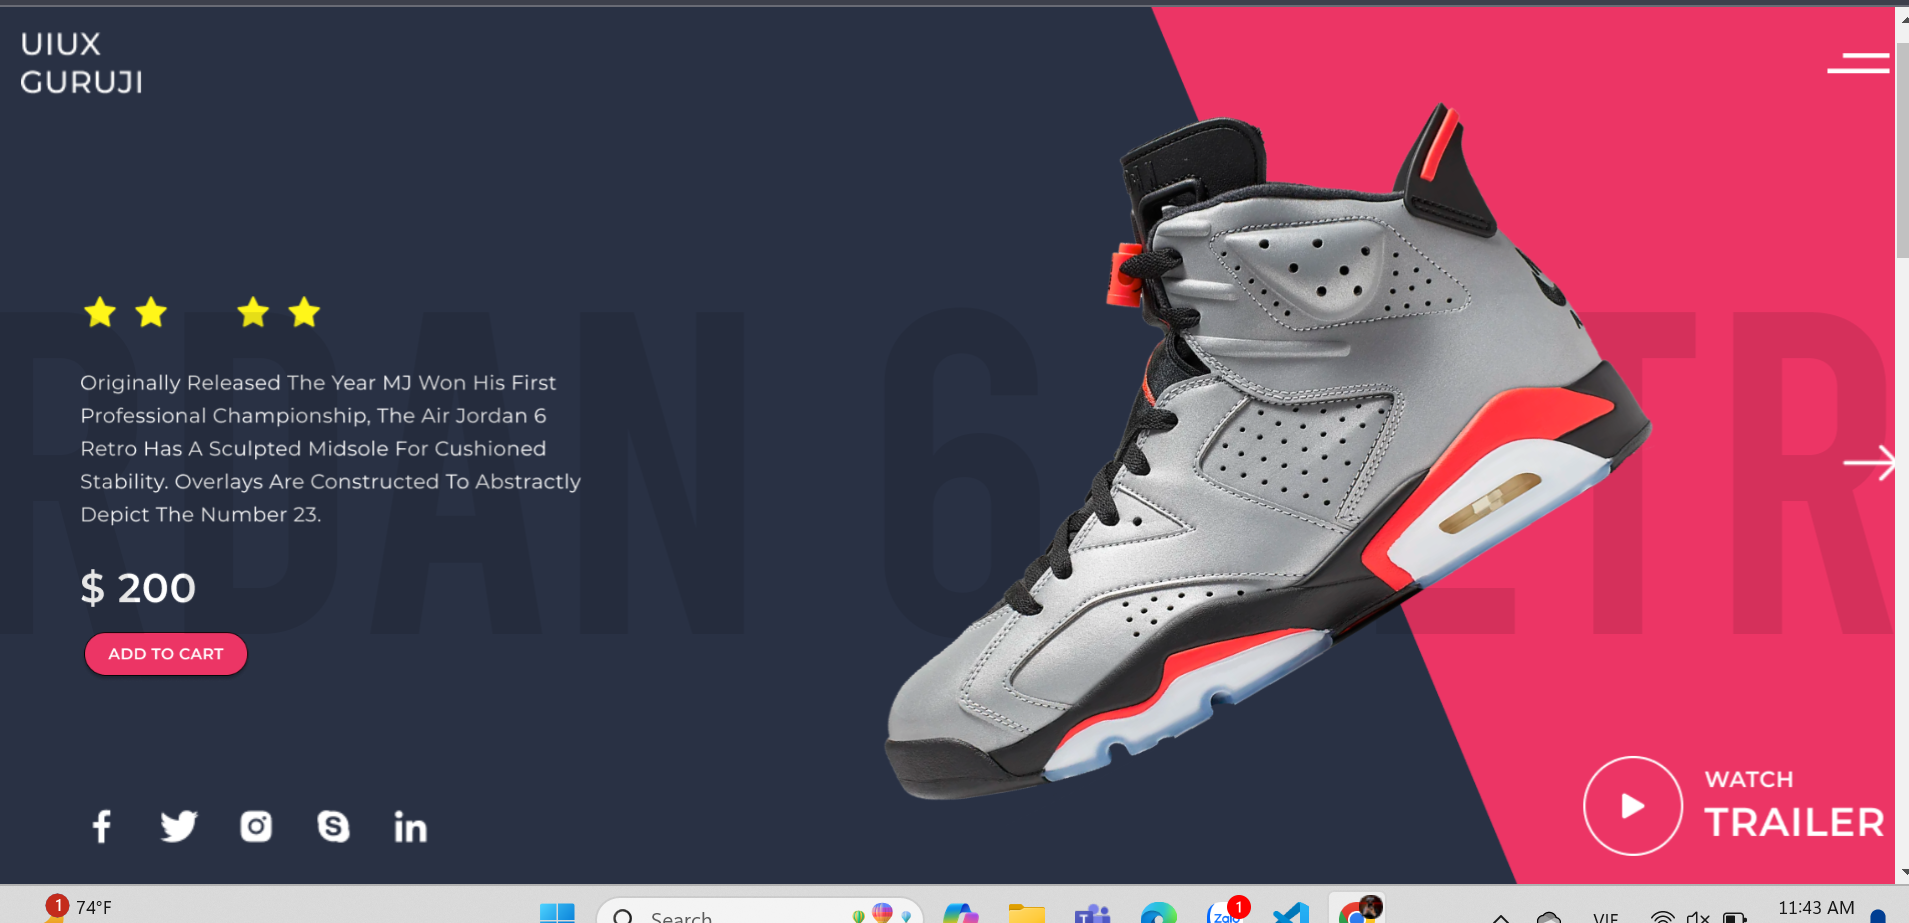 UIUX
GURUJI
RDAN 6 RETR
Originally Released The Year MJ Won His First
Professional Championship, The Air Jordan 6
Retro Has A Sculpted Midsole For Cushioned
Stability. Overlays Are Constructed To Abstractly
Depict The Number 23.
$ 200
ADD TO CART
WATCH
TRAILER
1
74°F
Search
Zalo
1
VIE
11:43 AM